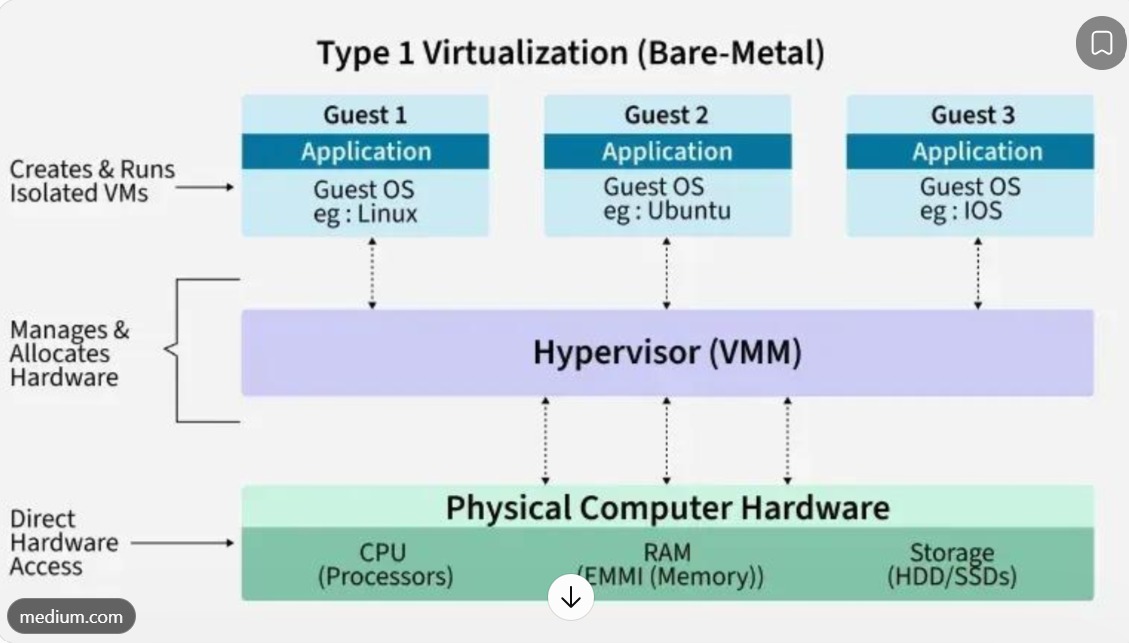 Type 1 Virtualization (Bare-Metal)
Guest 1
Application
Guest OS
eg : Linux
Guest 2
Application
Guest OS
eg : Ubuntu
Guest 3
Application
Guest OS
eg : IOS
Creates & Runs
Isolated VMs
Manages &
Allocates
Hardware
Hypervisor (VMM)
Direct
Hardware
Access
Physical Computer Hardware
CPU
(Processors)
RAM
(EMMI (Memory))
Storage
(HDD/SSDs)
medium.com